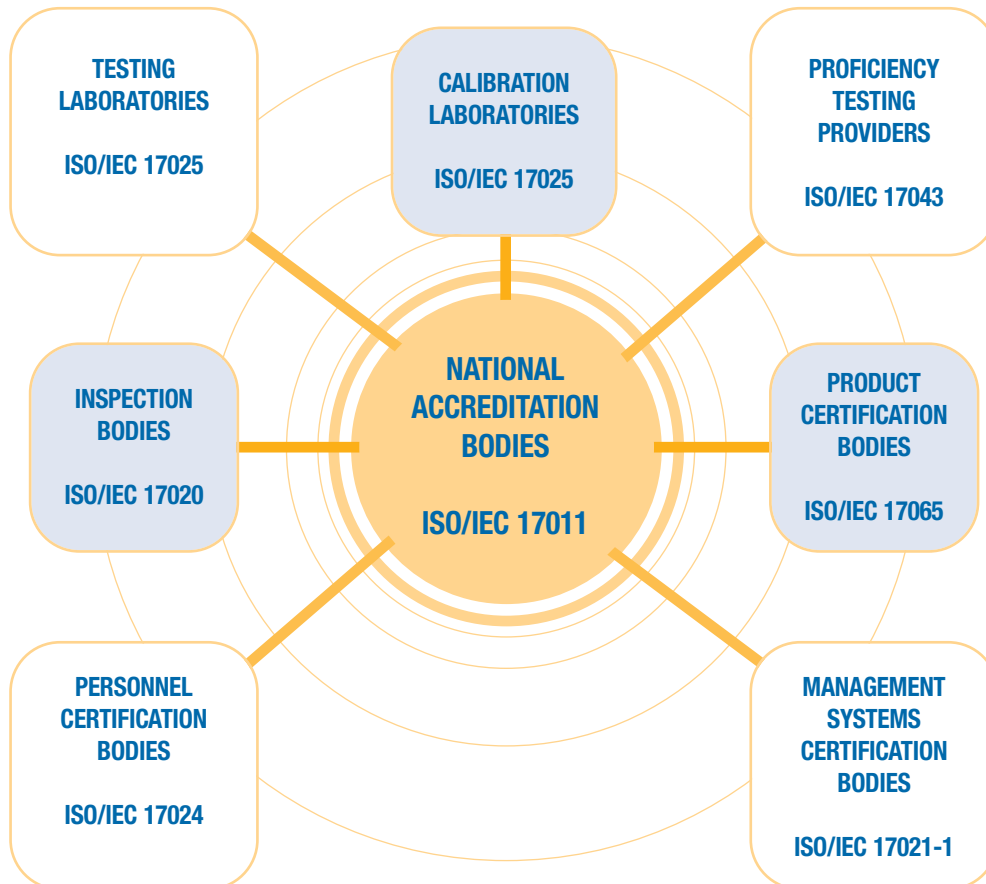 TESTING
LABORATORIES
ISO/IEC 17025
CALIBRATION
LABORATORIES
ISO/IEC 17025
PROFICIENCY
TESTING
PROVIDERS
ISO/IEC 17043
INSPECTION
BODIES
ISO/IEC 17020
NATIONAL
ACCREDITATION
BODIES
ISO/IEC 17011
PRODUCT
CERTIFICATION
BODIES
ISO/IEC 17065
PERSONNEL
CERTIFICATION
BODIES
ISO/IEC 17024
MANAGEMENT
SYSTEMS
CERTIFICATION
BODIES
ISO/IEC 17021-1